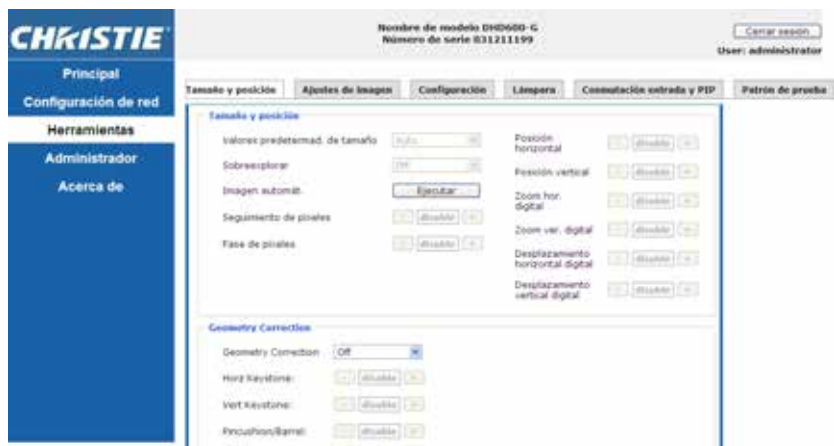 CHRISTIE
Nombre de modelo DHD600-G
Número de serie 031211199
Cerrar sesión
User: administrator
Principal
Configuración de red
Herramientas
Administrador
Acerca de
Tamaño y posición
Ajustes de imagen
Configuración
Lámpara
Conmutación entrada y PIP
Patrón de prueba
Tamaño y posición
Valores predetermad. de tamaño
Auto
Sobreexplorar
Off
Imagen automát.
Ejecutar
Seguimiento de píxeles
- disable +
Fase de píxeles
- disable +
Posición horizontal
- disable +
Posición vertical
- disable +
Zoom hor. digital
- disable +
Zoom ver. digital
- disable +
Desplazamiento horizontal digital
- disable +
Desplazamiento vertical digital
- disable +
Geometry Correction
Geometry Correction
Off
Horz Keystone:
- disable +
Vert Keystone:
- disable +
Pincushion/Barrel:
- disable +